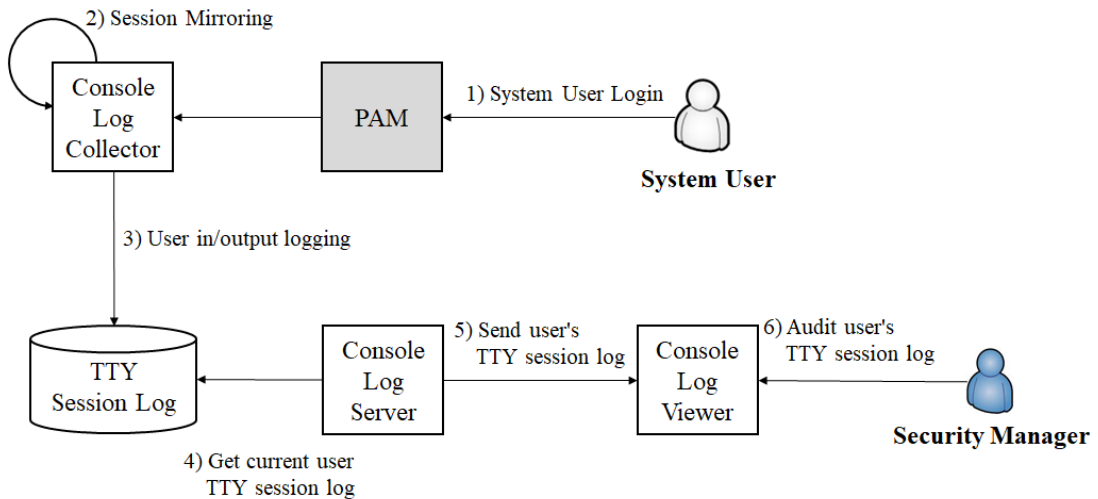 2) Session Mirroring
Console
Log
Collector
PAM
1) System User Login
System User
3) User in/output logging
TTY
Session Log
Console
Log
Server
5) Send user's
TTY session log
Console
Log
Viewer
6) Audit user's
TTY session log
Security Manager
4) Get current user
TTY session log